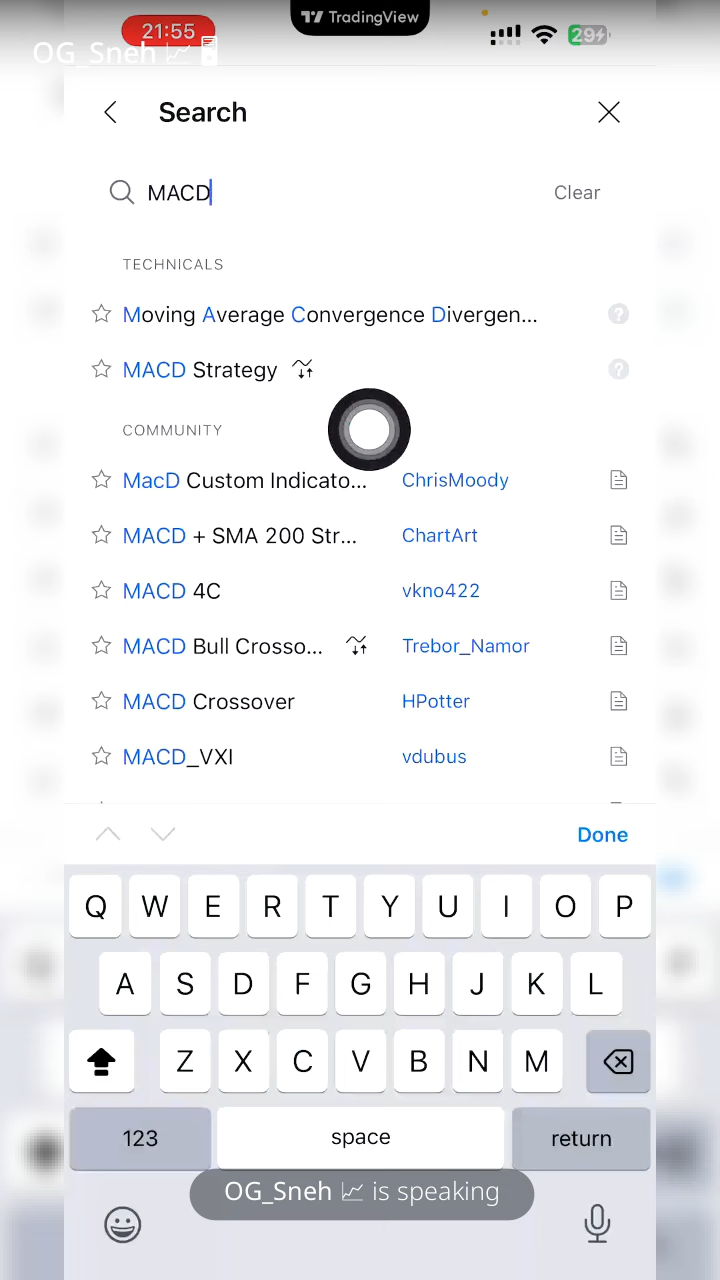 TradingView
21:55
29
OG_Sneh
Search
MACD
Clear
TECHNICALS
Moving Average Convergence Divergen...
MACD Strategy
COMMUNITY
MacD Custom Indicato... ChrisMoody
MACD + SMA 200 Str... ChartArt
MACD 4C vkno422
MACD Bull Crosso... Trebor_Namor
MACD Crossover HPotter
MACD_VXI vdubus
Done
Q W E R T Y U I O P
A S D F G H J K L
Z X C V B N M
123 space return
OG_Sneh is speaking